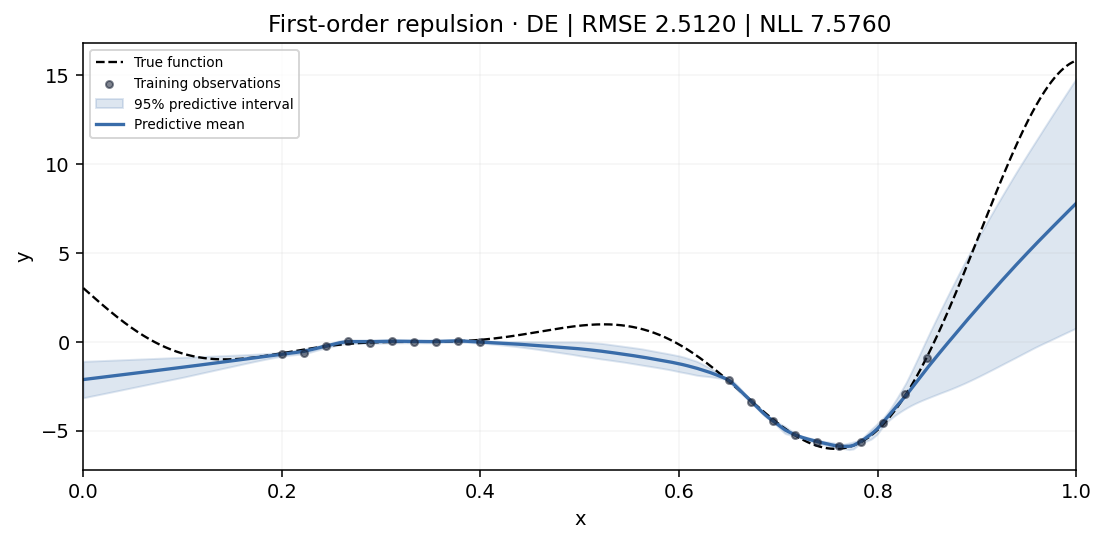 First-order repulsion · DE | RMSE 2.5120 | NLL 7.5760
True function
Training observations
95% predictive interval
Predictive mean
15
10
5
0
−5
y
0.0 0.2 0.4 0.6 0.8 1.0
x